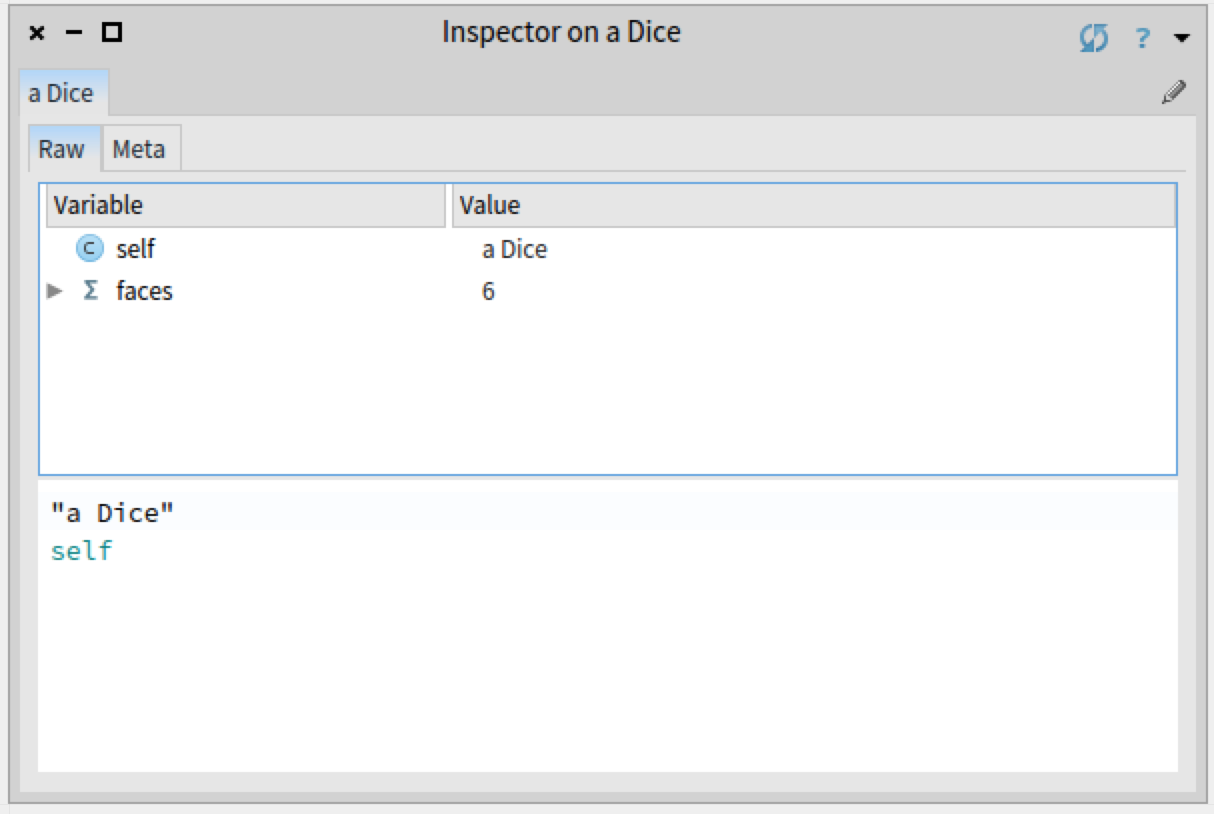 Inspector on a Dice
?
a Dice
Raw Meta
Variable Value
C self a Dice
Σ faces 6
"a Dice"
self